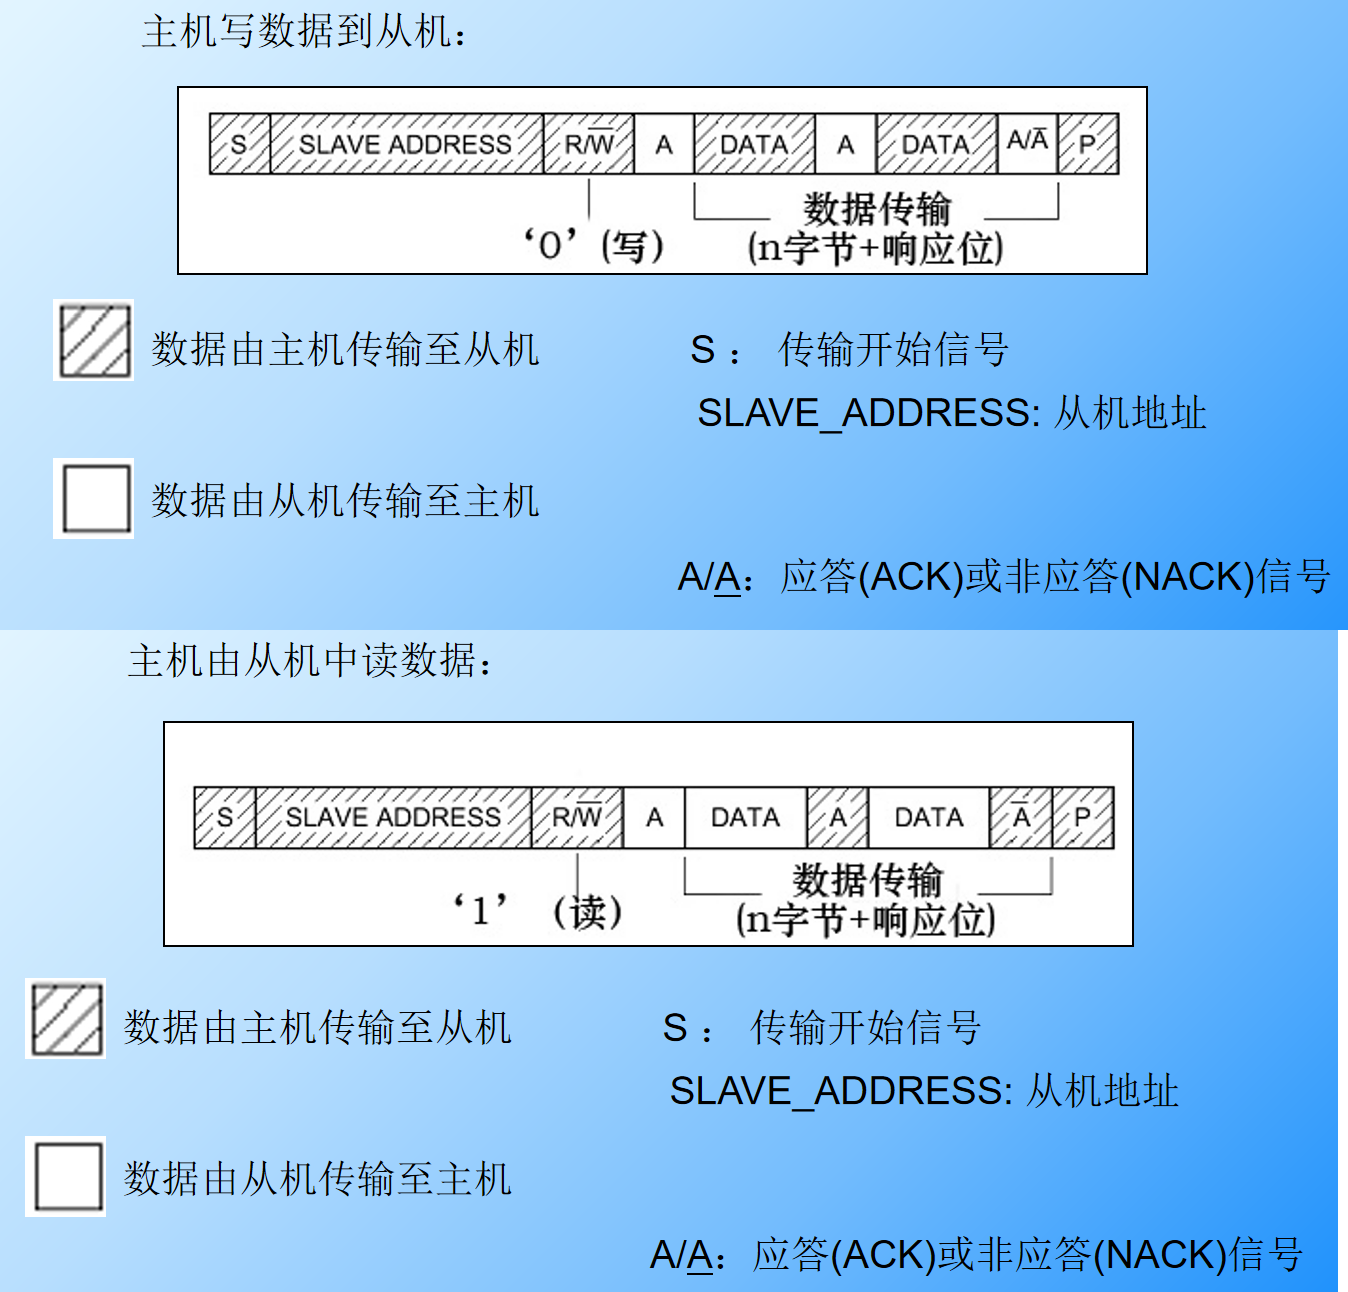 主机写数据到从机：
S SLAVE ADDRESS R/W̅ A DATA A DATA A/A̅ P
数据传输
‘0’ (写) (n字节+响应位)
数据由主机传输至从机 S ： 传输开始信号
SLAVE_ADDRESS: 从机地址
数据由从机传输至主机
A/A̲：应答(ACK)或非应答(NACK)信号
主机由从机中读数据：
S SLAVE ADDRESS R/W̅ A DATA A DATA A̅ P
数据传输
‘1’ (读) (n字节+响应位)
数据由主机传输至从机 S ： 传输开始信号
SLAVE_ADDRESS: 从机地址
数据由从机传输至主机
A/A̲：应答(ACK)或非应答(NACK)信号